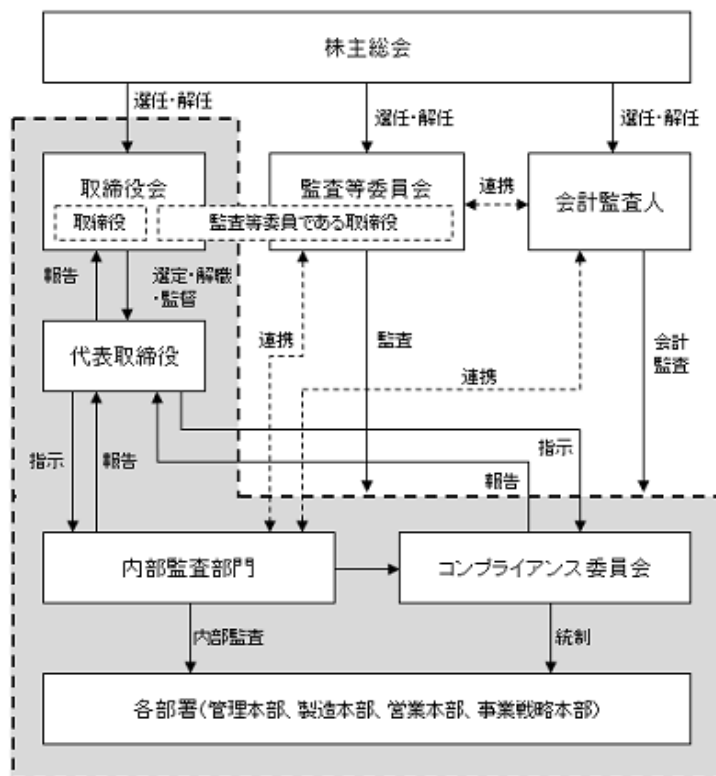 株主総会
選任・解任
選任・解任
選任・解任
取締役会
監査等委員会
会計監査人
連携
取締役
監査等委員である取締役
報告
選定・解職
・監督
代表取締役
連携
監査
連携
会計
監査
指示
報告
指示
報告
内部監査部門
コンプライアンス委員会
内部監査
統制
各部署(管理本部、製造本部、営業本部、事業戦略本部)